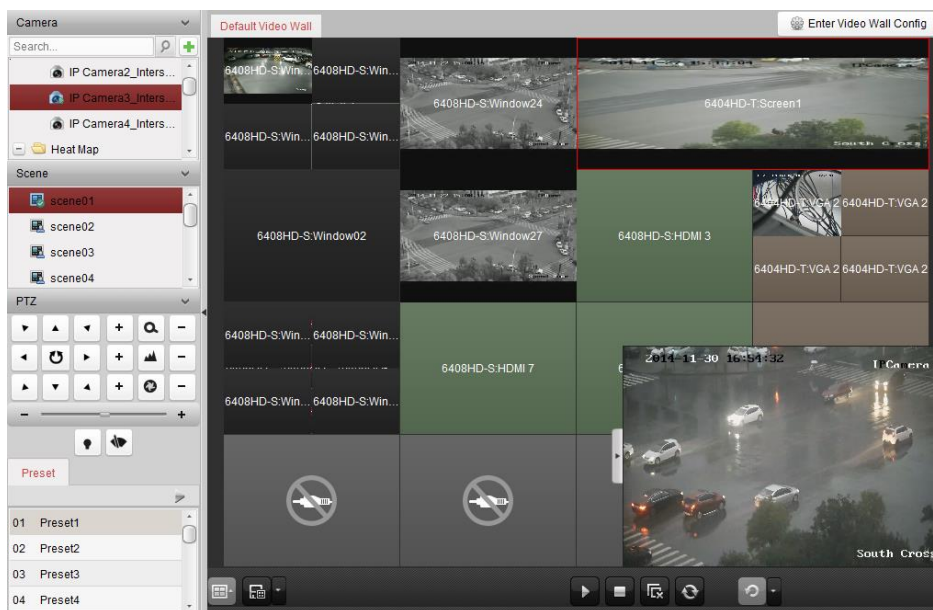 Camera
Default Video Wall
Enter Video Wall Config
Search...
IP Camera2_Inters...
IP Camera3_Inters...
IP Camera4_Inters...
Heat Map
Scene
scene01
scene02
scene03
scene04
PTZ
Preset
01 Preset1
02 Preset2
03 Preset3
04 Preset4
6408HD-S:Win... 6408HD-S:Win...
6408HD-S:Win... 6408HD-S:Win...
6408HD-S:Window24
6404HD-T:Screen1
South Cross
6408HD-S:Window02
6408HD-S:Window27
6408HD-S:HDMI 3
6404HD-T:VGA 2 6404HD-T:VGA 2
6404HD-T:VGA 2 6404HD-T:VGA 2
6408HD-S:Win... 6408HD-S:Win...
6408HD-S:Win... 6408HD-S:Win...
6408HD-S:HDMI 7
2014-11-30 16:54:32
IPCamera
South Cross